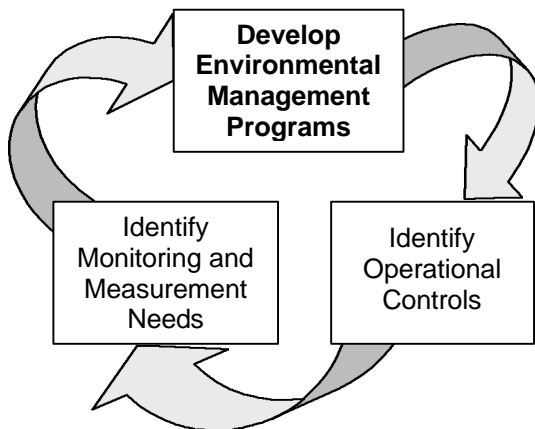 Develop
Environmental
Management
Programs
Identify
Monitoring and
Measurement
Needs
Identify
Operational
Controls